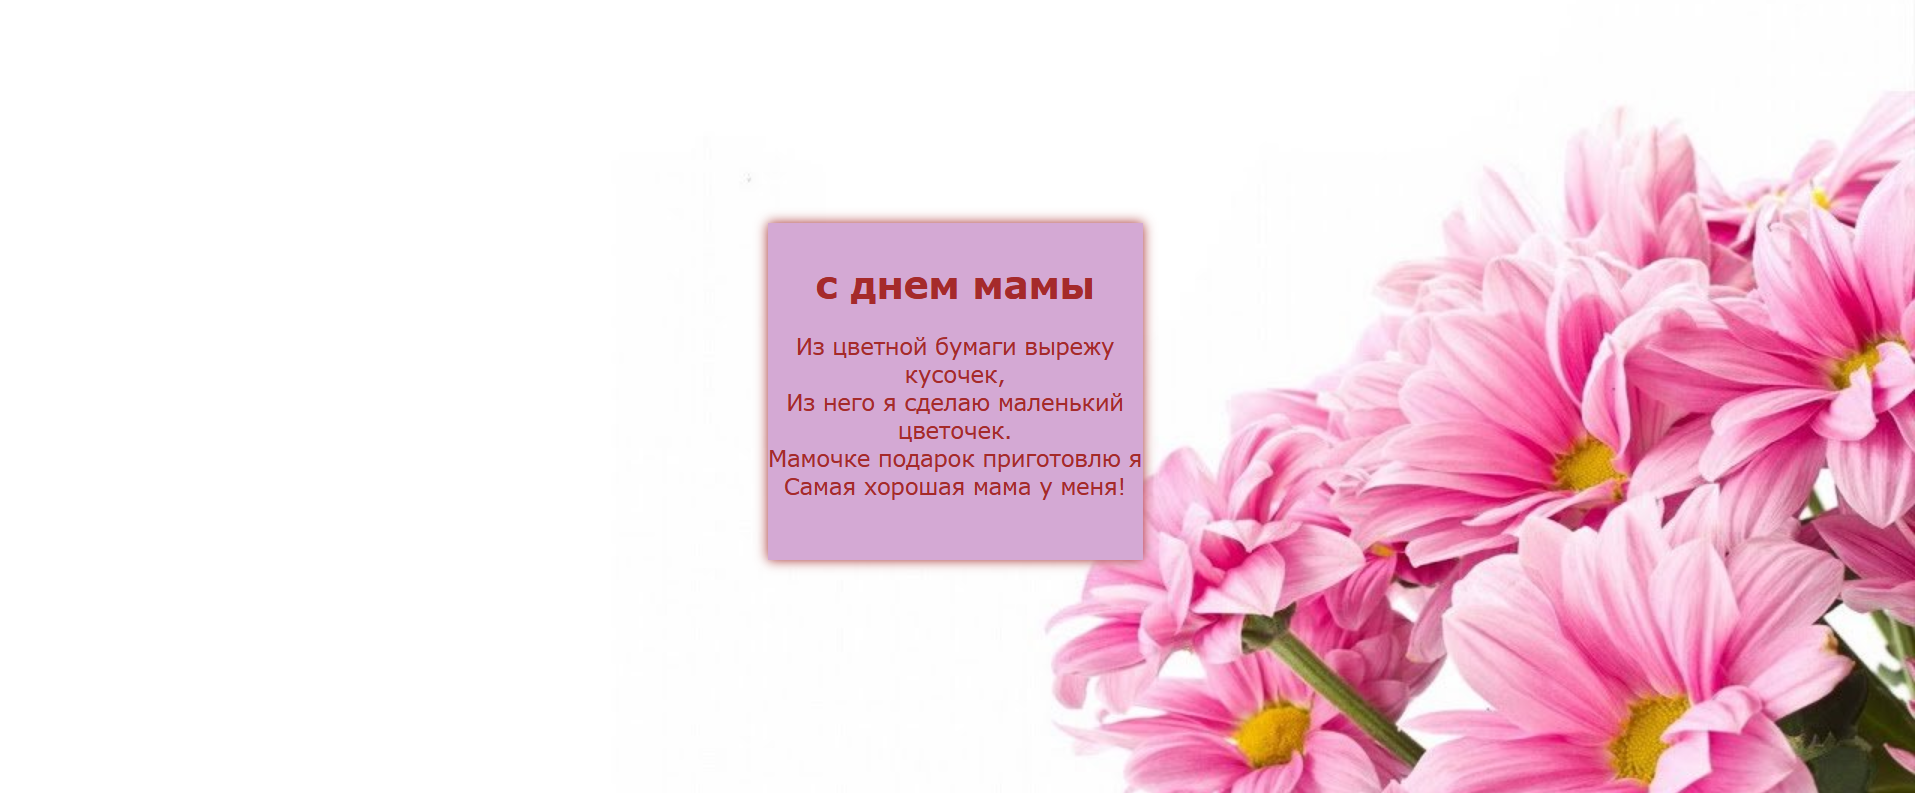 с днем мамы
Из цветной бумаги вырежу
кусочек,
Из него я сделаю маленький
цветочек.
Мамочке подарок приготовлю я
Самая хорошая мама у меня!